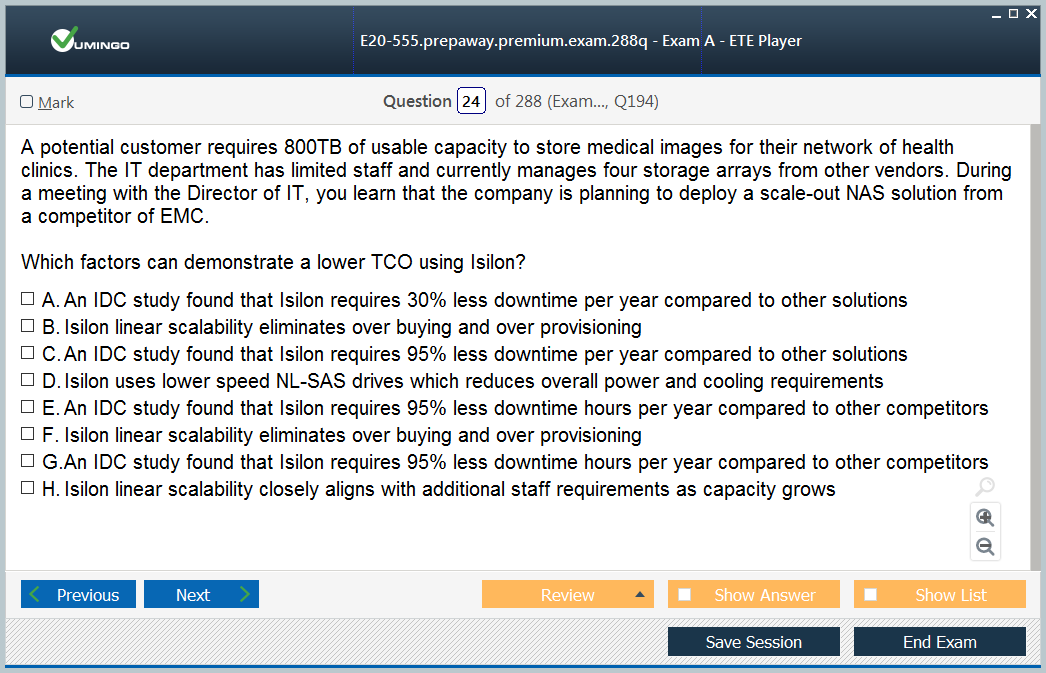 VUMINGO
E20-555.prepaway.premium.exam.288q - Exam A - ETE Player
Mark
Question 24 of 288 (Exam..., Q194)
A potential customer requires 800TB of usable capacity to store medical images for their network of health
clinics. The IT department has limited staff and currently manages four storage arrays from other vendors. During
a meeting with the Director of IT, you learn that the company is planning to deploy a scale-out NAS solution from
a competitor of EMC.
Which factors can demonstrate a lower TCO using Isilon?
A. An IDC study found that Isilon requires 30% less downtime per year compared to other solutions
B. Isilon linear scalability eliminates over buying and over provisioning
C. An IDC study found that Isilon requires 95% less downtime per year compared to other solutions
D. Isilon uses lower speed NL-SAS drives which reduces overall power and cooling requirements
E. An IDC study found that Isilon requires 95% less downtime hours per year compared to other competitors
F. Isilon linear scalability eliminates over buying and over provisioning
G. An IDC study found that Isilon requires 95% less downtime hours per year compared to other competitors
H. Isilon linear scalability closely aligns with additional staff requirements as capacity grows
Previous Next Review Show Answer Show List
Save Session End Exam